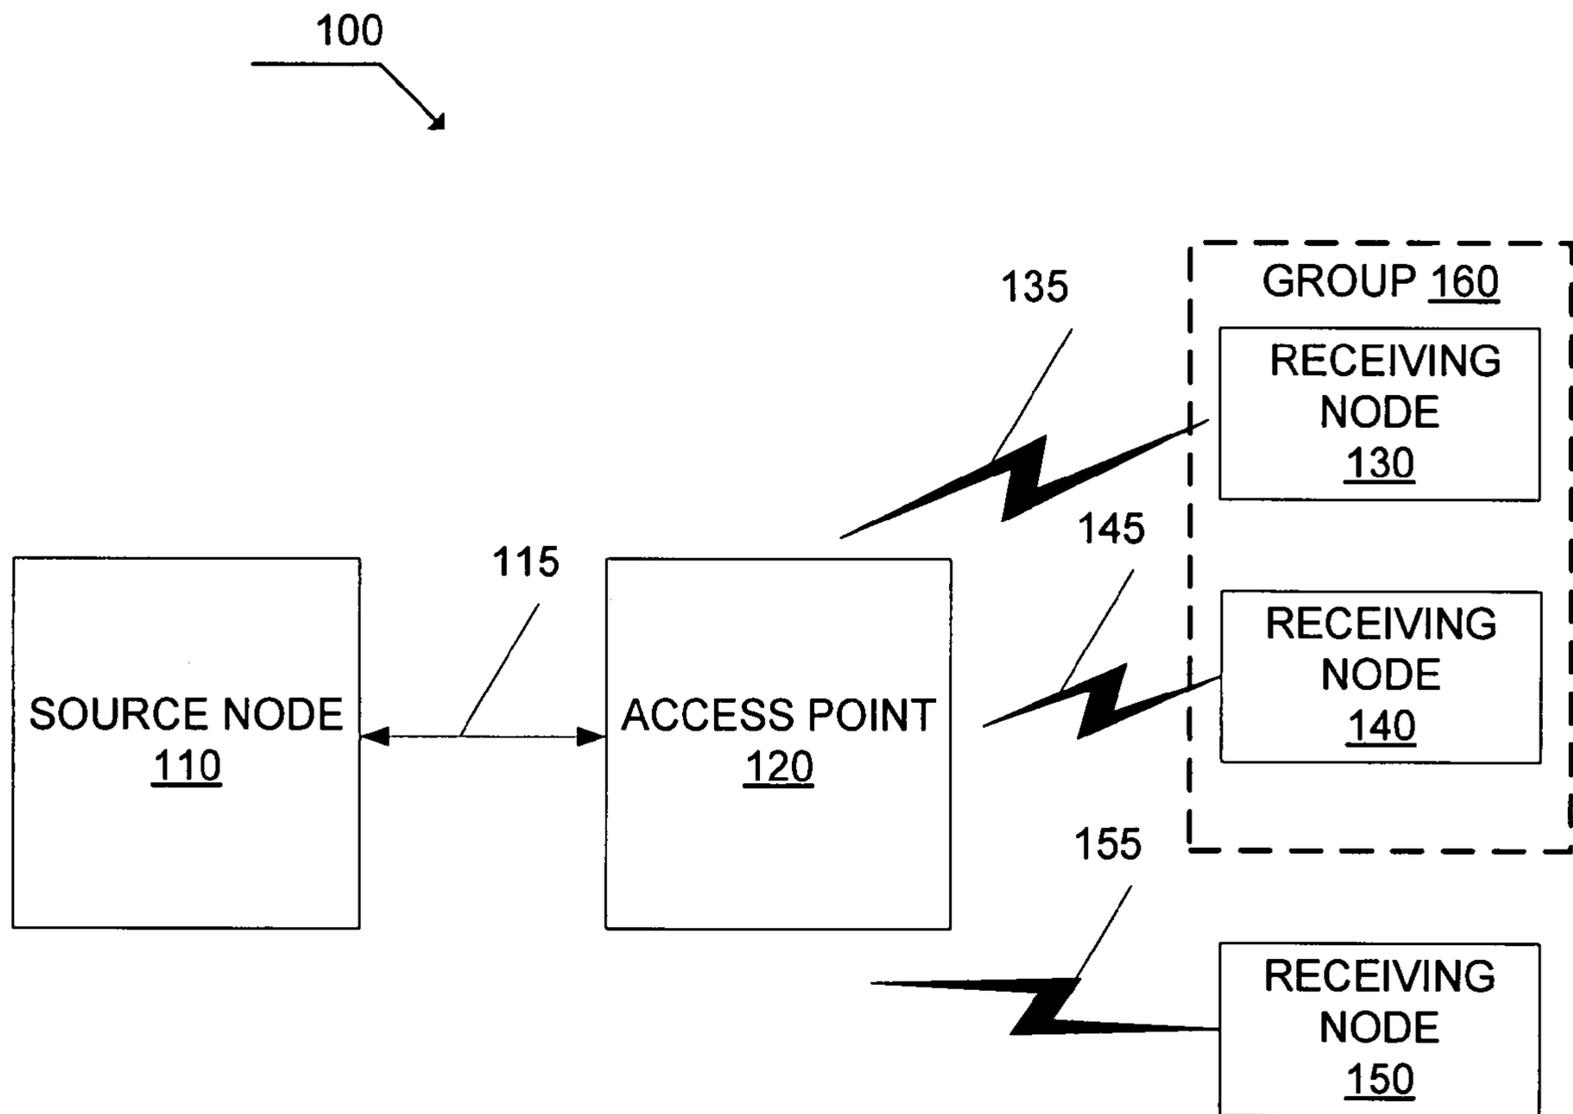 100
GROUP 160
135
RECEIVING
NODE
130
145
115
RECEIVING
NODE
140
SOURCE NODE
110
ACCESS POINT
120
155
RECEIVING
NODE
150